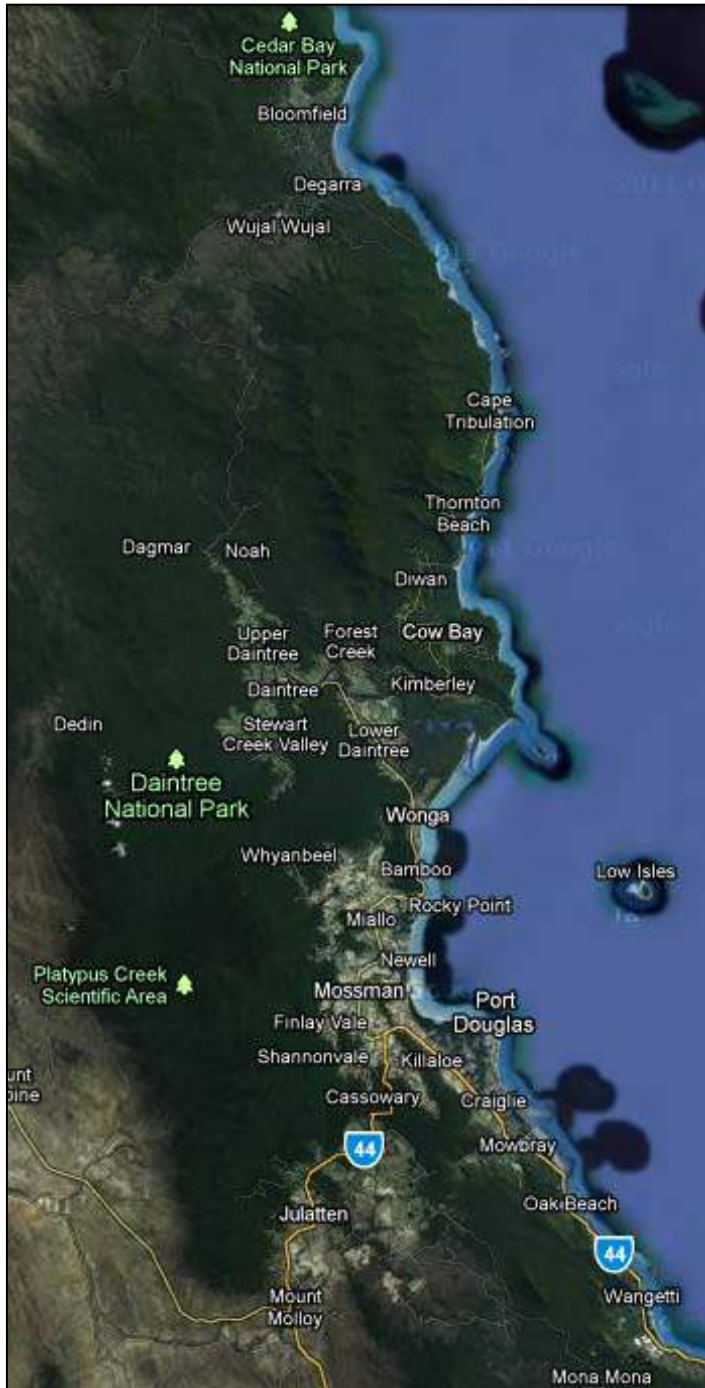 Cedar Bay
National Park
Bloomfield
Degarra
Wujal Wujal
Google
Cape
Tribulation
Thornton
Beach
Google
Dagmar
Noah
Diwan
Upper
Daintree
Forest
Creek
Cow Bay
Daintree
Kimberley
Dedin
Stewart
Creek Valley
Lower
Daintree
Daintree
National Park
Wonga
Whyanbeel
Bamboo
Low Isles
Rocky Point
Miallo
Newell
Platypus Creek
Scientific Area
Mossman
Port
Douglas
Finlay Vale
Shannonvale
Killaloe
Cassowary
Craiglie
44
Mowbray
Oak Beach
Julatten
44
Mount
Molloy
Wangetti
Mona Mona